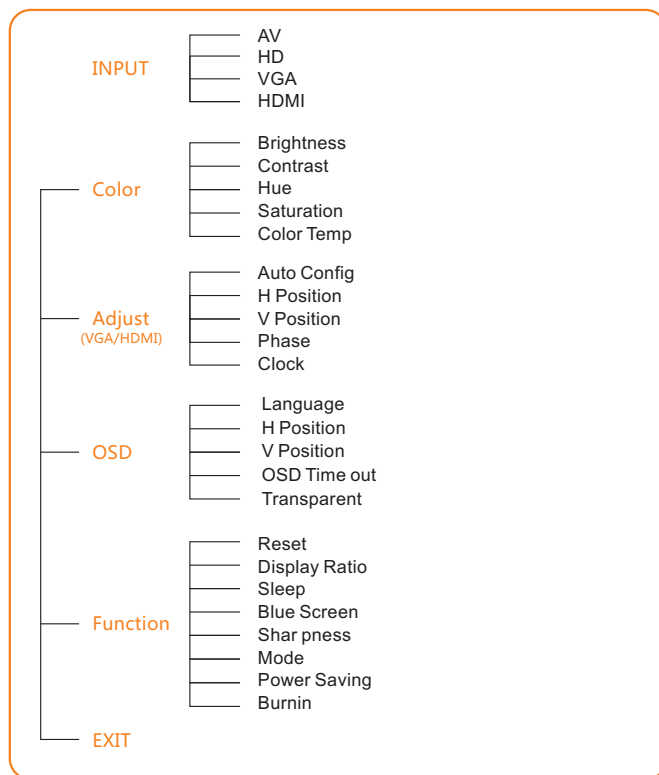 INPUT
AV
HD
VGA
HDMI
Color
Brightness
Contrast
Hue
Saturation
Color Temp
Adjust
(VGA/HDMI)
Auto Config
H Position
V Position
Phase
Clock
OSD
Language
H Position
V Position
OSD Time out
Transparent
Function
Reset
Display Ratio
Sleep
Blue Screen
Shar pness
Mode
Power Saving
Burnin
EXIT